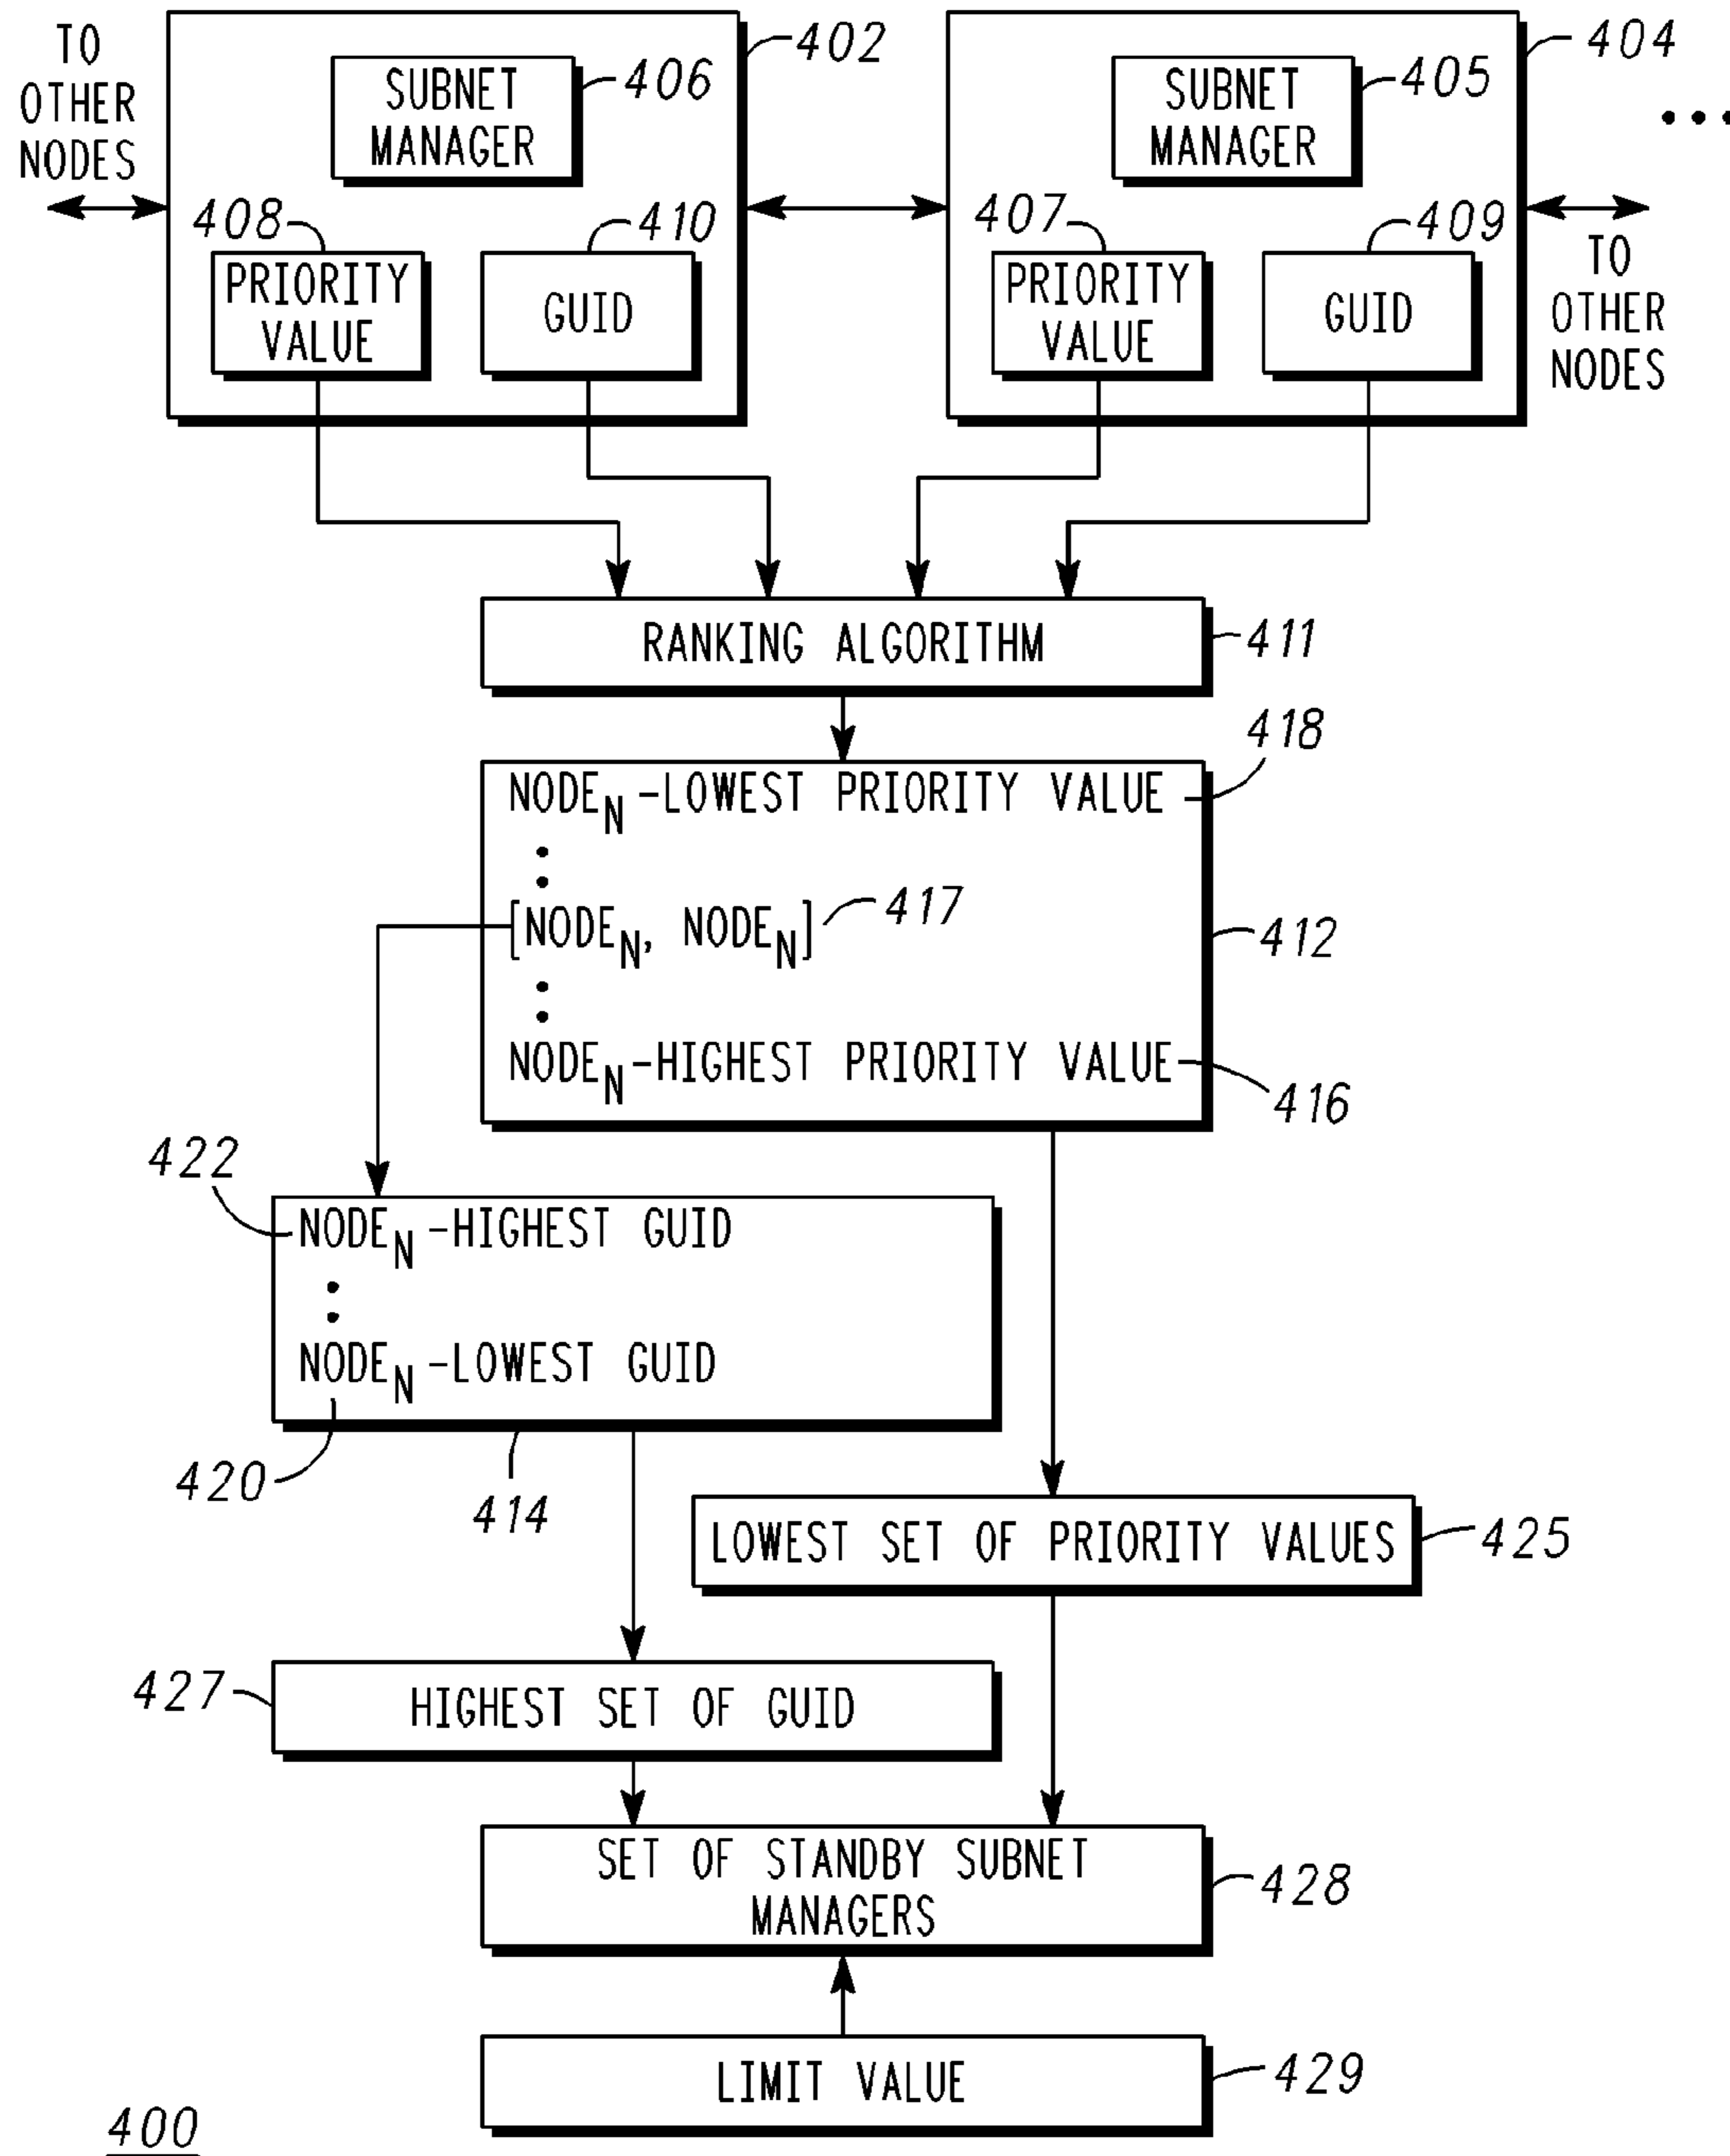 TO
OTHER
NODES
402
SUBNET
MANAGER
406
408
PRIORITY
VALUE
410
GUID
404
SUBNET
MANAGER
405
...
407
PRIORITY
VALUE
409
GUID
TO
OTHER
NODES
RANKING ALGORITHM
411
NODEN-LOWEST PRIORITY VALUE
418
[NODEN, NODEN]
417
412
NODEN-HIGHEST PRIORITY VALUE
416
422
NODEN-HIGHEST GUID
NODEN-LOWEST GUID
420
414
LOWEST SET OF PRIORITY VALUES
425
427
HIGHEST SET OF GUID
SET OF STANDBY SUBNET
MANAGERS
428
LIMIT VALUE
429
400